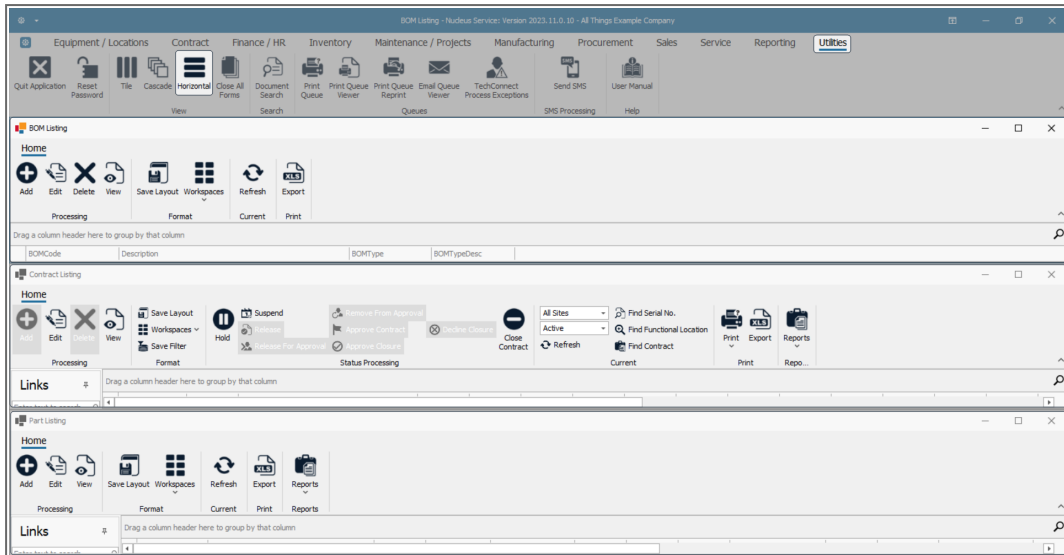 BOM Listing - Nucleus Service: Version 2023.11.0.10 - All Things Example Company
Equipment / Locations Contract Finance / HR Inventory Maintenance / Projects Manufacturing Procurement Sales Service Reporting Utilities
Quit Application Reset Password Tile Cascade Horizontal Close All Forms Document Search Print Queue Print Queue Viewer Print Queue Reprint Email Queue Viewer TechConnect Process Exceptions Send SMS User Manual
View Search Queues SMS Processing Help
BOM Listing
Home
Add Edit Delete View Save Layout Workspaces Refresh XLS Export
Processing Format Current Print
Drag a column header here to group by that column
BOMCode Description BOMType BOMTypeDesc
Contract Listing
Home
Save Layout Suspend Remove From Approval All Sites Find Serial No.
Workspaces Release Approve Contract Decline Closure Active Find Functional Location
Add Edit Delete View Save Filter Hold Release For Approval Approve Closure Close Contract Refresh Find Contract Print XLS Export Reports
Processing Format Status Processing Current Print Repo...
Links Drag a column header here to group by that column
Part Listing
Home
Add Edit View Save Layout Workspaces Refresh XLS Export Reports
Processing Format Current Print Reports
Links Drag a column header here to group by that column